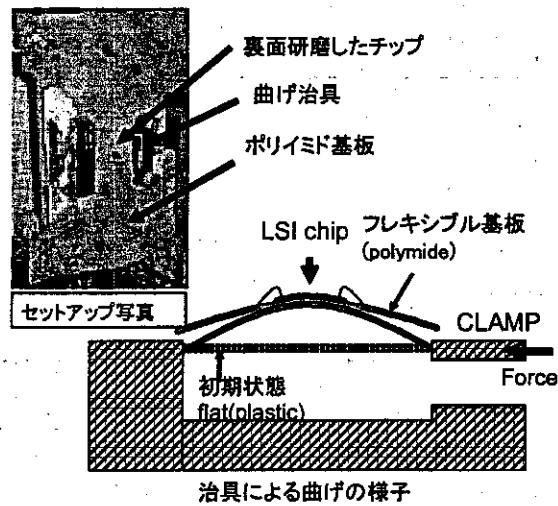 裏面研磨したチップ
曲げ治具
ポリイミド基板
セットアップ写真
LSI chip
フレキシブル基板
(polymide)
CLAMP
Force
初期状態
flat(plastic)
治具による曲げの様子